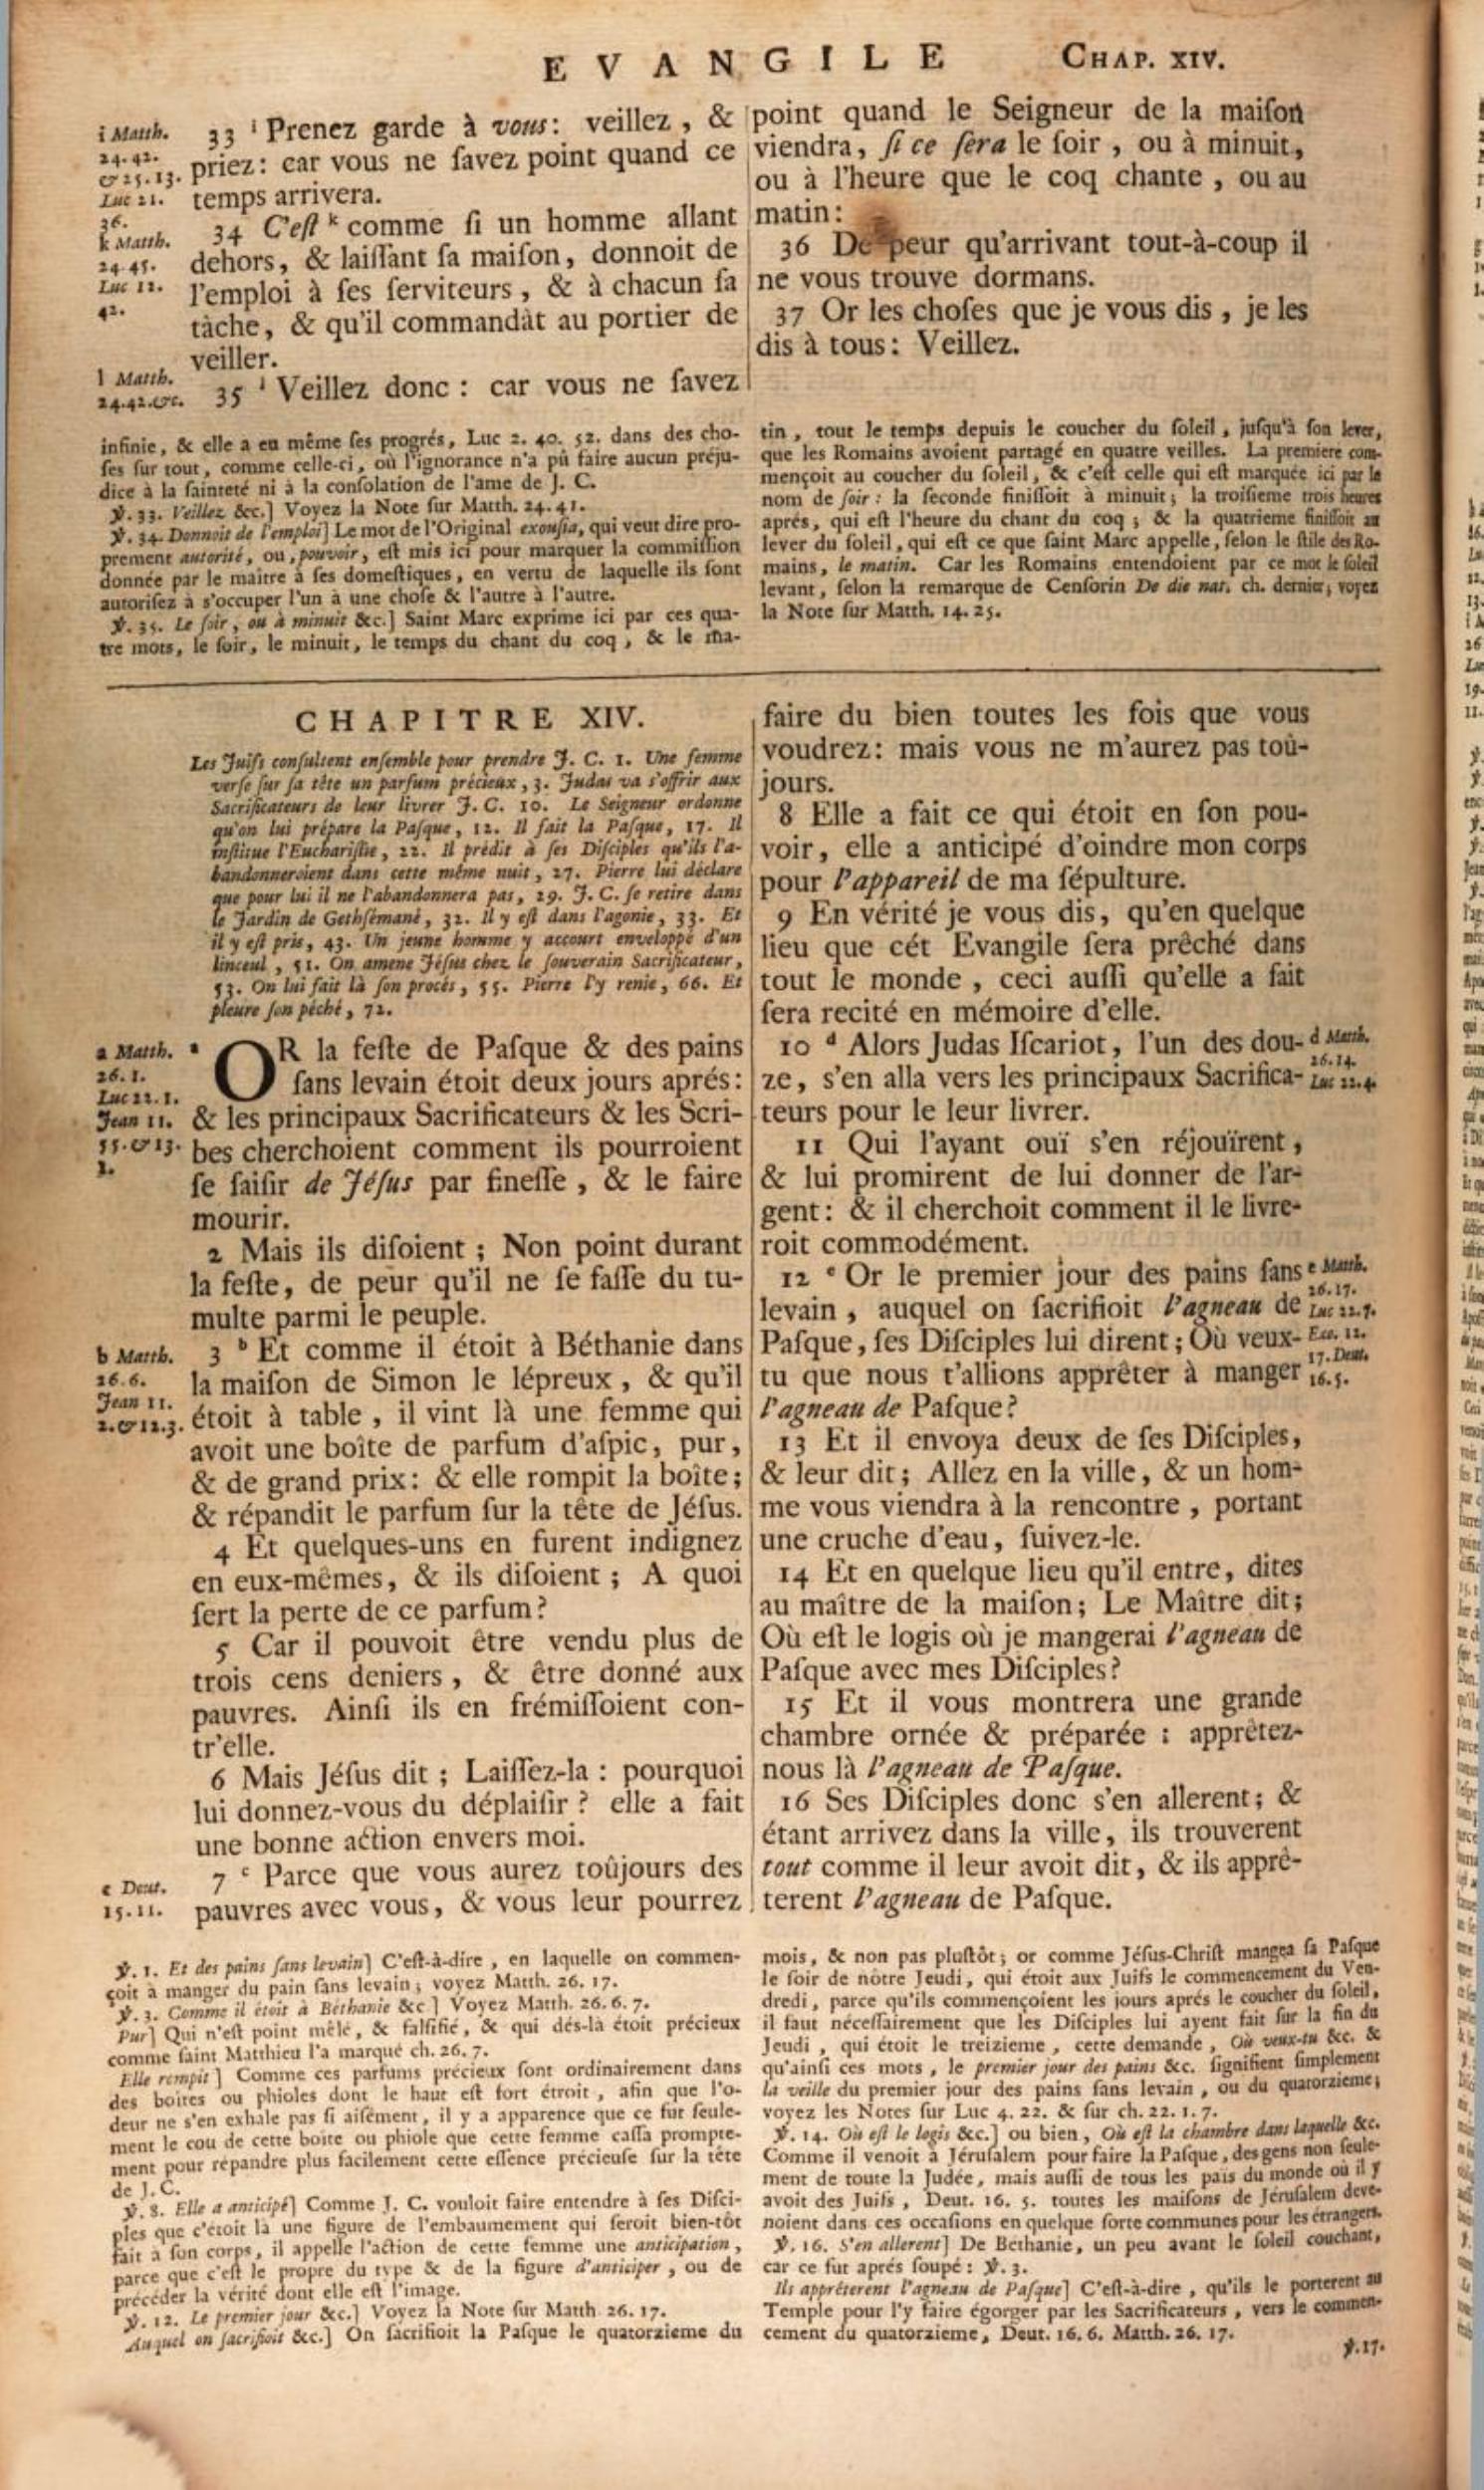 EVANGILE CHAP. XIV.
i Matth.
24.42.
& 25.13.
Luc 21.
36.
k Matth.
24.45.
Luc 12.
42.
l Matth.
24.42.&c.
33 i Prenez garde à vous: veillez, &
priez: car vous ne ſavez point quand ce
temps arrivera.
34 C'eſt k comme ſi un homme allant
dehors, & laiſſant ſa maiſon, donnoit de
l'emploi à ſes ſerviteurs, & à chacun ſa
tâche, & qu'il commandât au portier de
veiller.
35 l Veillez donc: car vous ne ſavez
point quand le Seigneur de la maiſon
viendra, ſi ce ſera le ſoir, ou à minuit,
ou à l'heure que le coq chante, ou au
matin:
36 De peur qu'arrivant tout-à-coup il
ne vous trouve dormans.
37 Or les choſes que je vous dis, je les
dis à tous: Veillez.
infinie, & elle a eu même ſes progrés, Luc 2. 40. 52. dans des cho-
ſes ſur tout, comme celle-ci, où l'ignorance n'a pû faire aucun préju-
dice à la ſainteté ni à la conſolation de l'ame de J. C.
ỳ. 33. Veillez &c.] Voyez la Note ſur Matth. 24. 41.
ỳ. 34. Donnoit de l'emploi] Le mot de l'Original exouſia, qui veut dire pro-
prement autorité, ou, pouvoir, eſt mis ici pour marquer la commiſſion
donnée par le maître à ſes domeſtiques, en vertu de laquelle ils ſont
autoriſez à s'occuper l'un à une choſe & l'autre à l'autre.
ỳ. 35. Le ſoir, ou à minuit &c.] Saint Marc exprime ici par ces qua-
tre mots, le ſoir, le minuit, le temps du chant du coq, & le ma-
tin, tout le temps depuis le coucher du ſoleil, juſqu'à ſon lever,
que les Romains avoient partagé en quatre veilles. La premiere com-
mençoit au coucher du ſoleil, & c'eſt celle qui eſt marquée ici par le
nom de ſoir: la ſeconde finiſſoit à minuit; la troiſieme trois heures
aprés, qui eſt l'heure du chant du coq; & la quatrieme finiſſoit au
lever du ſoleil, qui eſt ce que ſaint Marc appelle, ſelon le ſtile des Ro-
mains, le matin. Car les Romains entendoient par ce mot le ſoleil
levant, ſelon la remarque de Cenſorin De die nat. ch. dernier, voyez
la Note ſur Matth. 14. 25.
CHAPITRE XIV.
Les Juifs conſultent enſemble pour prendre J. C. 1. Une femme
verſe ſur ſa tête un parfum précieux, 3. Judas va s'offrir aux
Sacrificateurs de leur livrer J. C. 10. Le Seigneur ordonne
qu'on lui prépare la Paſque, 12. Il fait la Paſque, 17. Il
inſtitue l'Euchariſtie, 22. Il prédit à ſes Diſciples qu'ils l'a-
bandonneroient dans cette même nuit, 27. Pierre lui déclare
que pour lui il ne l'abandonnera pas, 29. J. C. ſe retire dans
le Jardin de Gethſémané, 32. Il y eſt dans l'agonie, 33. Et
il y eſt pris, 43. Un jeune homme y accourt enveloppé d'un
linceul, 51. On amene Jéſus chez le ſouverain Sacrificateur,
53. On lui fait là ſon procés, 55. Pierre l'y renie, 66. Et
pleure ſon péché, 72.
a Matth.
26.1.
Luc 22.1.
Jean 11.
55.& 13.
1.
a OR la feſte de Paſque & des pains
ſans levain étoit deux jours aprés:
& les principaux Sacrificateurs & les Scri-
bes cherchoient comment ils pourroient
ſe ſaiſir de Jéſus par fineſſe, & le faire
mourir.
2 Mais ils diſoient; Non point durant
la feſte, de peur qu'il ne ſe faſſe du tu-
multe parmi le peuple.
b Matth.
26.6.
Jean 11.
2.& 12.3.
3 b Et comme il étoit à Béthanie dans
la maiſon de Simon le lépreux, & qu'il
étoit à table, il vint là une femme qui
avoit une boîte de parfum d'aſpic, pur,
& de grand prix: & elle rompit la boîte;
& répandit le parfum ſur la tête de Jéſus.
4 Et quelques-uns en furent indignez
en eux-mêmes, & ils diſoient; A quoi
ſert la perte de ce parfum?
5 Car il pouvoit être vendu plus de
trois cens deniers, & être donné aux
pauvres. Ainſi ils en frémiſſoient con-
tr'elle.
6 Mais Jéſus dit; Laiſſez-la: pourquoi
lui donnez-vous du déplaiſir? elle a fait
une bonne action envers moi.
c Deut.
15.11.
7 c Parce que vous aurez toûjours des
pauvres avec vous, & vous leur pourrez
faire du bien toutes les fois que vous
voudrez: mais vous ne m'aurez pas toû-
jours.
8 Elle a fait ce qui étoit en ſon pou-
voir, elle a anticipé d'oindre mon corps
pour l'appareil de ma ſépulture.
9 En vérité je vous dis, qu'en quelque
lieu que cét Evangile ſera prêché dans
tout le monde, ceci auſſi qu'elle a fait
ſera recité en mémoire d'elle.
10 d Alors Judas Iſcariot, l'un des dou-
ze, s'en alla vers les principaux Sacrifica-
teurs pour le leur livrer.
d Matth.
26.14.
Luc 22.4.
11 Qui l'ayant ouï s'en réjouïrent,
& lui promirent de lui donner de l'ar-
gent: & il cherchoit comment il le livre-
roit commodément.
12 e Or le premier jour des pains ſans
levain, auquel on ſacrifioit l'agneau de
Paſque, ſes Diſciples lui dirent; Où veux-
tu que nous t'allions apprêter à manger
l'agneau de Paſque?
e Matth.
26.17.
Luc 22.7.
Exo. 12.
17. Deut.
16.5.
13 Et il envoya deux de ſes Diſciples,
& leur dit; Allez en la ville, & un hom-
me vous viendra à la rencontre, portant
une cruche d'eau, ſuivez-le.
14 Et en quelque lieu qu'il entre, dites
au maître de la maiſon; Le Maître dit;
Où eſt le logis où je mangerai l'agneau de
Paſque avec mes Diſciples?
15 Et il vous montrera une grande
chambre ornée & préparée: apprêtez-
nous là l'agneau de Paſque.
16 Ses Diſciples donc s'en allerent; &
étant arrivez dans la ville, ils trouverent
tout comme il leur avoit dit, & ils apprê-
terent l'agneau de Paſque.
ỳ. 1. Et des pains ſans levain] C'eſt-à-dire, en laquelle on commen-
çoit à manger du pain ſans levain; voyez Matth. 26. 17.
ỳ. 3. Comme il étoit à Béthanie &c] Voyez Matth. 26. 6. 7.
Pur] Qui n'eſt point mêlé, & falſifié, & qui dés-là étoit précieux
comme ſaint Matthieu l'a marqué ch. 26. 7.
Elle rompit] Comme ces parfums précieux ſont ordinairement dans
des boîtes ou phioles dont le haut eſt fort étroit, afin que l'o-
deur ne s'en exhale pas ſi aiſément, il y a apparence que ce fut ſeule-
ment le cou de cette boîte ou phiole que cette femme caſſa prompte-
ment pour répandre plus facilement cette eſſence précieuſe ſur la tête
de J. C.
ỳ. 8. Elle a anticipé] Comme J. C. vouloit faire entendre à ſes Diſci-
ples que c'étoit là une figure de l'embaumement qui ſeroit bien-tôt
fait à ſon corps, il appelle l'action de cette femme une anticipation,
parce que c'eſt le propre du type & de la figure d'anticiper, ou de
précéder la vérité dont elle eſt l'image.
ỳ. 12. Le premier jour &c.] Voyez la Note ſur Matth 26. 17.
Auquel on ſacrifioit &c.] On ſacrifioit la Paſque le quatorzieme du
mois, & non pas pluſtôt; or comme Jéſus-Chriſt mangea ſa Paſque
le ſoir de nôtre Jeudi, qui étoit aux Juifs le commencement du Ven-
dredi, parce qu'ils commençoient les jours aprés le coucher du ſoleil,
il faut néceſſairement que les Diſciples lui ayent fait ſur la fin du
Jeudi, qui étoit le treizieme, cette demande, Où veux-tu &c. &
qu'ainſi ces mots, le premier jour des pains &c. ſignifient ſimplement
la veille du premier jour des pains ſans levain, ou du quatorzieme;
voyez les Notes ſur Luc 4. 22. & ſur ch. 22. 1. 7.
ỳ. 14. Où eſt le logis &c.] ou bien, Où eſt la chambre dans laquelle &c.
Comme il venoit à Jéruſalem pour faire la Paſque, des gens non ſeule-
ment de toute la Judée, mais auſſi de tous les païs du monde où il y
avoit des Juifs, Deut. 16. 5. toutes les maiſons de Jéruſalem deve-
noient dans ces occaſions en quelque ſorte communes pour les étrangers.
ỳ. 16. S'en allerent] De Béthanie, un peu avant le ſoleil couchant,
car ce fut aprés ſoupé: ỳ. 3.
Ils apprêterent l'agneau de Paſque] C'eſt-à-dire, qu'ils le porterent au
Temple pour l'y faire égorger par les Sacrificateurs, vers le commen-
cement du quatorzieme, Deut. 16. 6. Matth. 26. 17.
ỳ. 17.